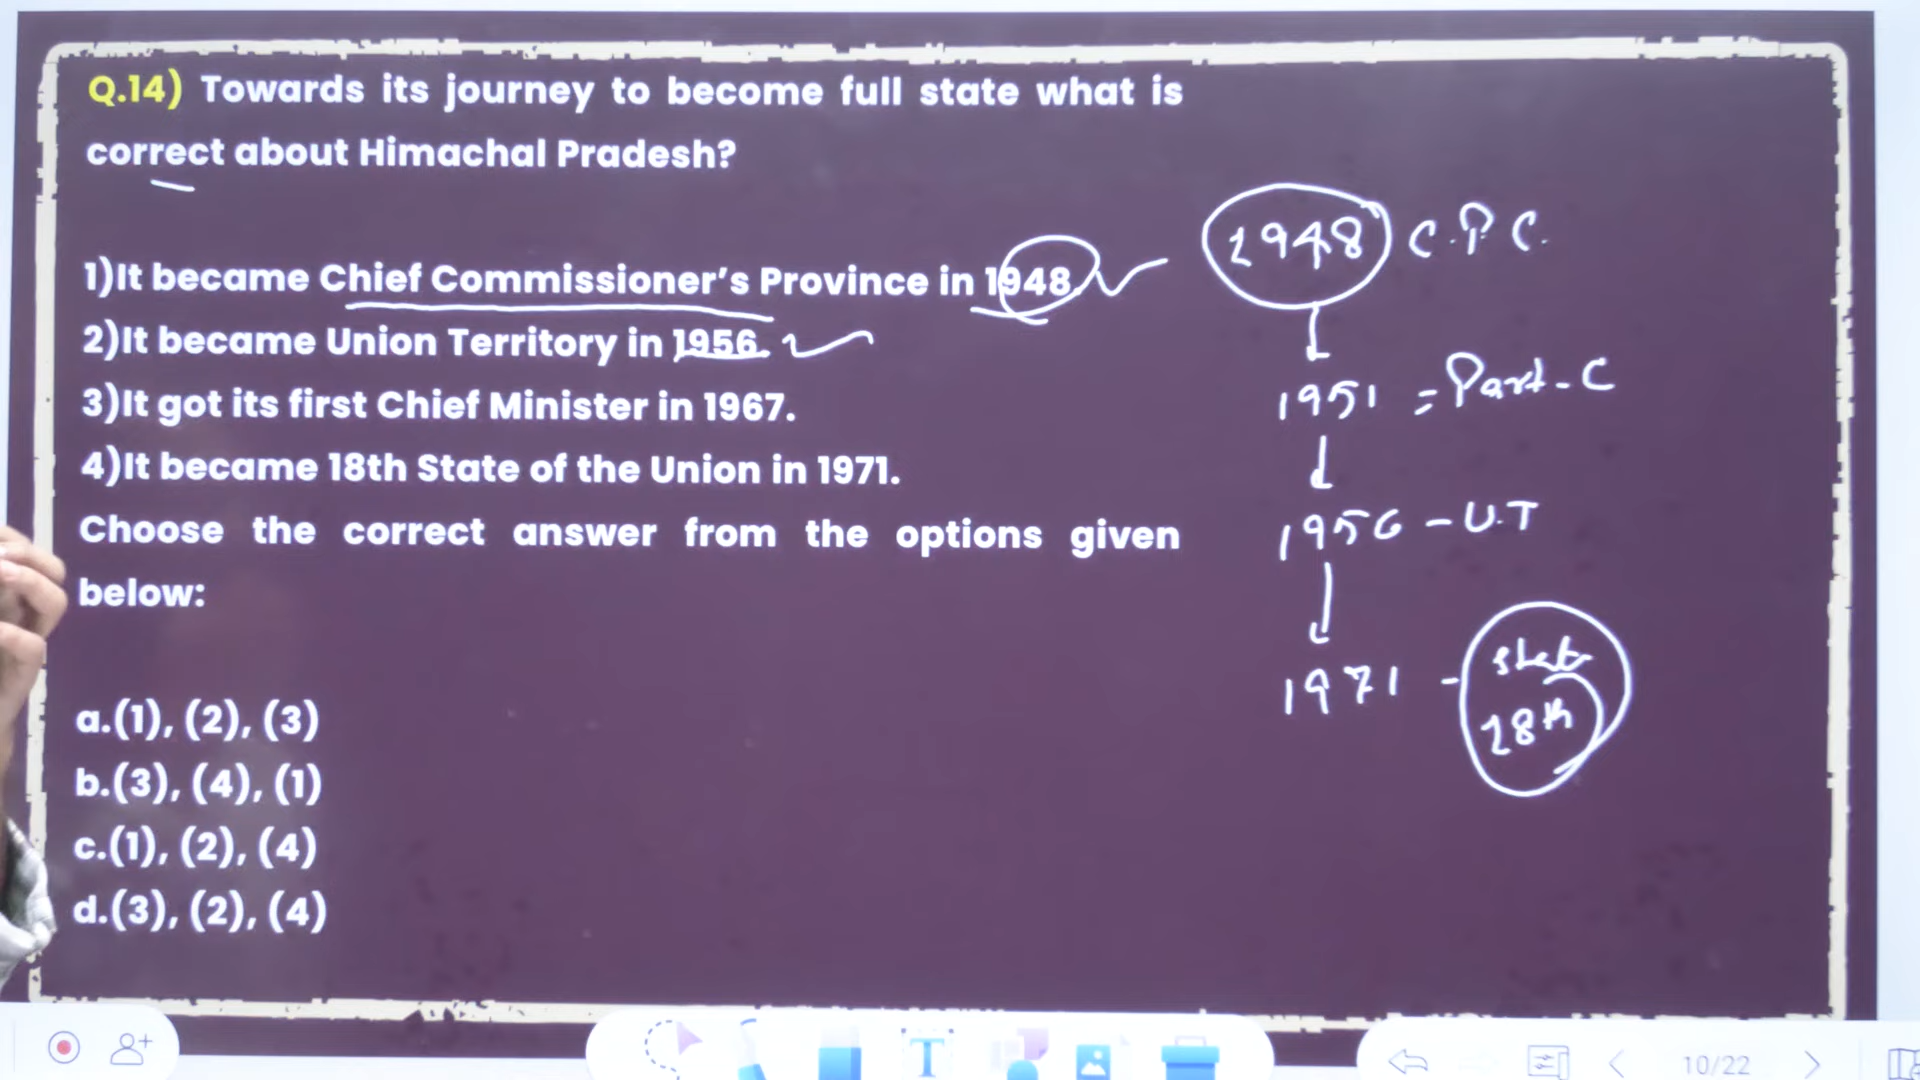 Q.14) Towards its journey to become full state what is
correct about Himachal Pradesh?
1)It became Chief Commissioner's Province in 1948.
2)It became Union Territory in 1956.
3)It got its first Chief Minister in 1967.
4)It became 18th State of the Union in 1971.
Choose the correct answer from the options given
below:
a.(1), (2), (3)
b.(3), (4), (1)
c.(1), (2), (4)
d.(3), (2), (4)
1948 C.P.C.
1951 = Part-C
1956 - U.T
1971 - State
18th
T
10/22